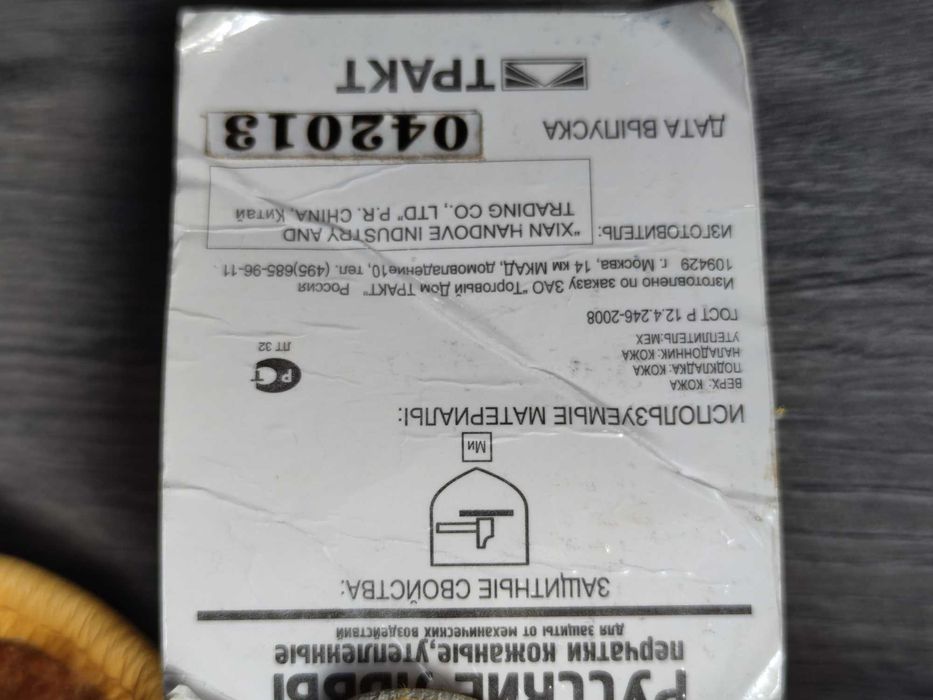 РУССКИЕ
перчатки кожаные, утепленные
для защиты от механических воздействий
ЗАЩИТНЫЕ СВОЙСТВА:
Ми
ИСПОЛЬЗУЕМЫЕ МАТЕРИАЛЫ:
ВЕРХ: КОЖА
ПОДКЛАДКА: КОЖА
НАЛАДОННИК: КОЖА
УТЕПЛИТЕЛЬ:МЕХ
РСТ
ЛТ 32
ГОСТ Р 12.4.246-2008
Изготовлено по заказу ЗАО "Торговый Дом ТРАКТ" Россия
109429 г. Москва, 14 км МКАД, домовладение10, тел. (495)685-96-11
ИЗГОТОВИТЕЛЬ: "XIAN HANDOVE INDUSTRY AND
TRADING CO., LTD" P.R. CHINA, Китай
ДАТА ВЫПУСКА 042013
ТРАКТ